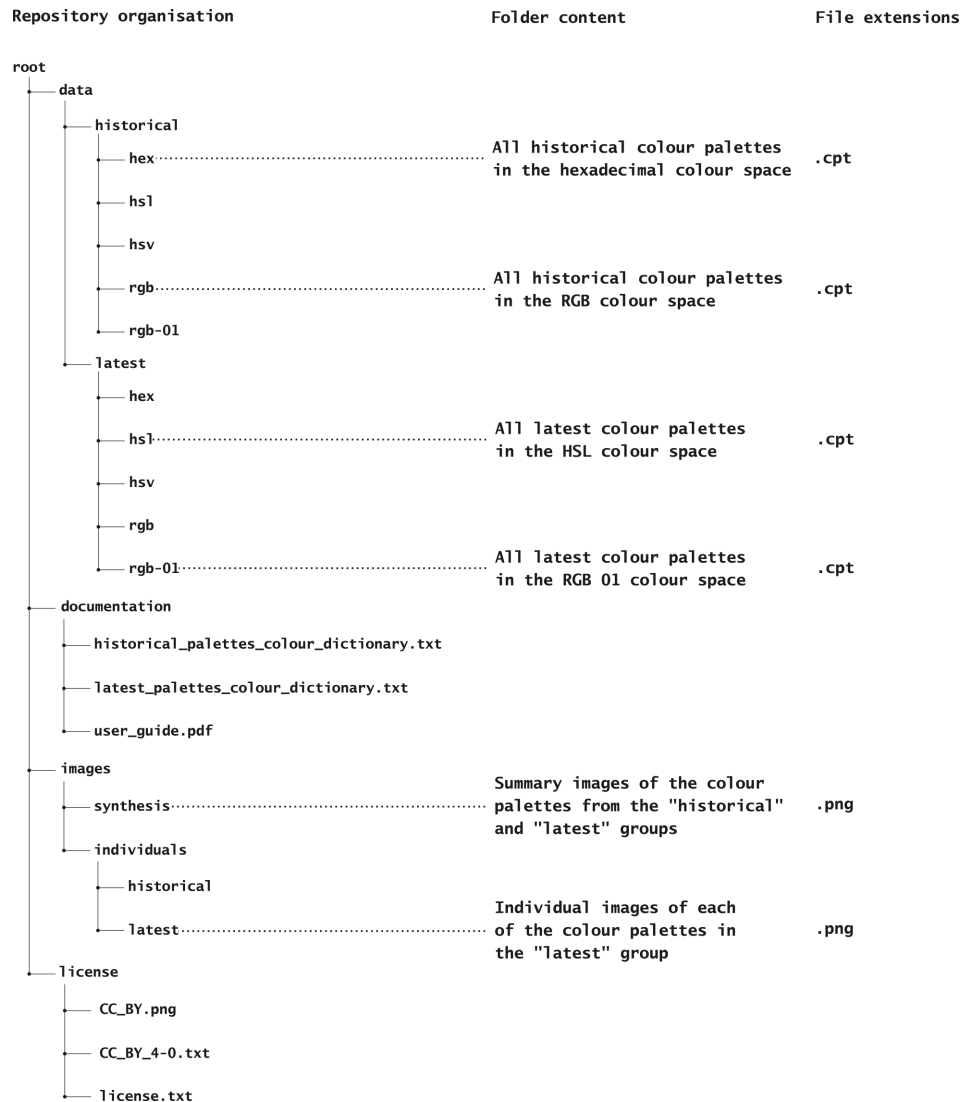 Repository organisation Folder content File extensions
root
data
historical
hex All historical colour palettes
in the hexadecimal colour space .cpt
hsl
hsv
rgb All historical colour palettes
in the RGB colour space .cpt
rgb-01
latest
hex
hsl All latest colour palettes
in the HSL colour space .cpt
hsv
rgb
rgb-01 All latest colour palettes
in the RGB 01 colour space .cpt
documentation
historical_palettes_colour_dictionary.txt
latest_palettes_colour_dictionary.txt
user_guide.pdf
images
Summary images of the colour
synthesis palettes from the "historical" .png
and "latest" groups
individuals
historical
Individual images of each
latest of the colour palettes in .png
the "latest" group
license
CC_BY.png
CC_BY_4-0.txt
license.txt